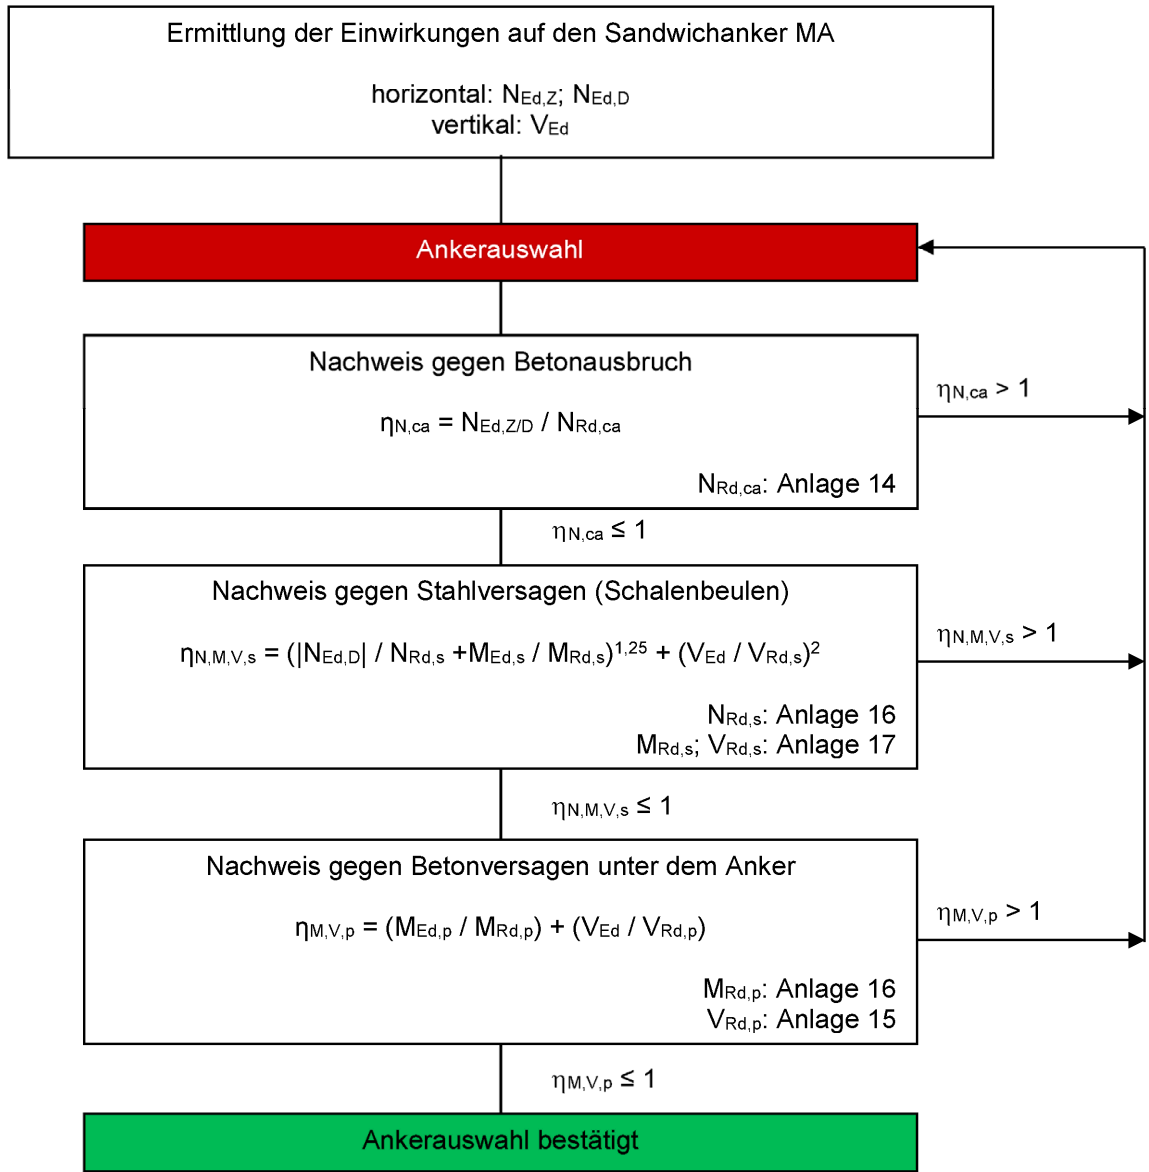 Ermittlung der Einwirkungen auf den Sandwichanker MA
horizontal: NEd,Z; NEd,D
vertikal: VEd
Ankerauswahl
Nachweis gegen Betonausbruch
ηN,ca = NEd,Z/D / NRd,ca
NRd,ca: Anlage 14
ηN,ca > 1
ηN,ca ≤ 1
Nachweis gegen Stahlversagen (Schalenbeulen)
ηN,M,V,s = (|NEd,D| / NRd,s +MEd,s / MRd,s)1,25 + (VEd / VRd,s)2
NRd,s: Anlage 16
MRd,s; VRd,s: Anlage 17
ηN,M,V,s > 1
ηN,M,V,s ≤ 1
Nachweis gegen Betonversagen unter dem Anker
ηM,V,p = (MEd,p / MRd,p) + (VEd / VRd,p)
MRd,p: Anlage 16
VRd,p: Anlage 15
ηM,V,p > 1
ηM,V,p ≤ 1
Ankerauswahl bestätigt